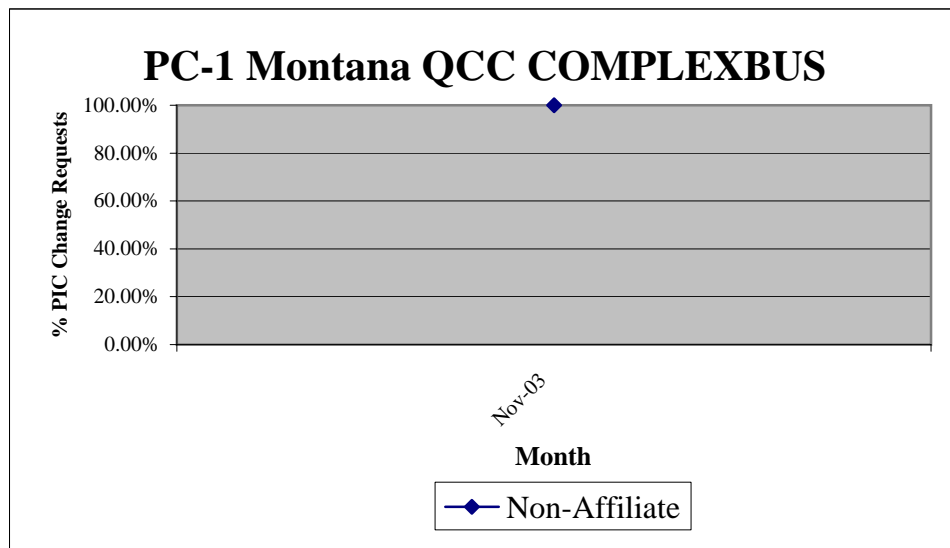 PC-1 Montana QCC COMPLEXBUS
% PIC Change Requests
100.00%
80.00%
60.00%
40.00%
20.00%
0.00%
Nov-03
Month
Non-Affiliate